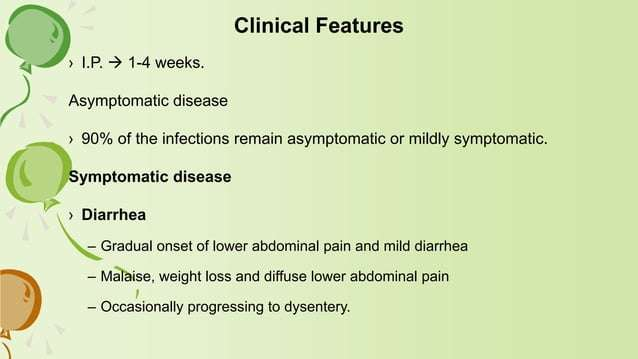 Clinical Features
› I.P. → 1-4 weeks.
Asymptomatic disease
› 90% of the infections remain asymptomatic or mildly symptomatic.
Symptomatic disease
› Diarrhea
– Gradual onset of lower abdominal pain and mild diarrhea
– Malaise, weight loss and diffuse lower abdominal pain
– Occasionally progressing to dysentery.